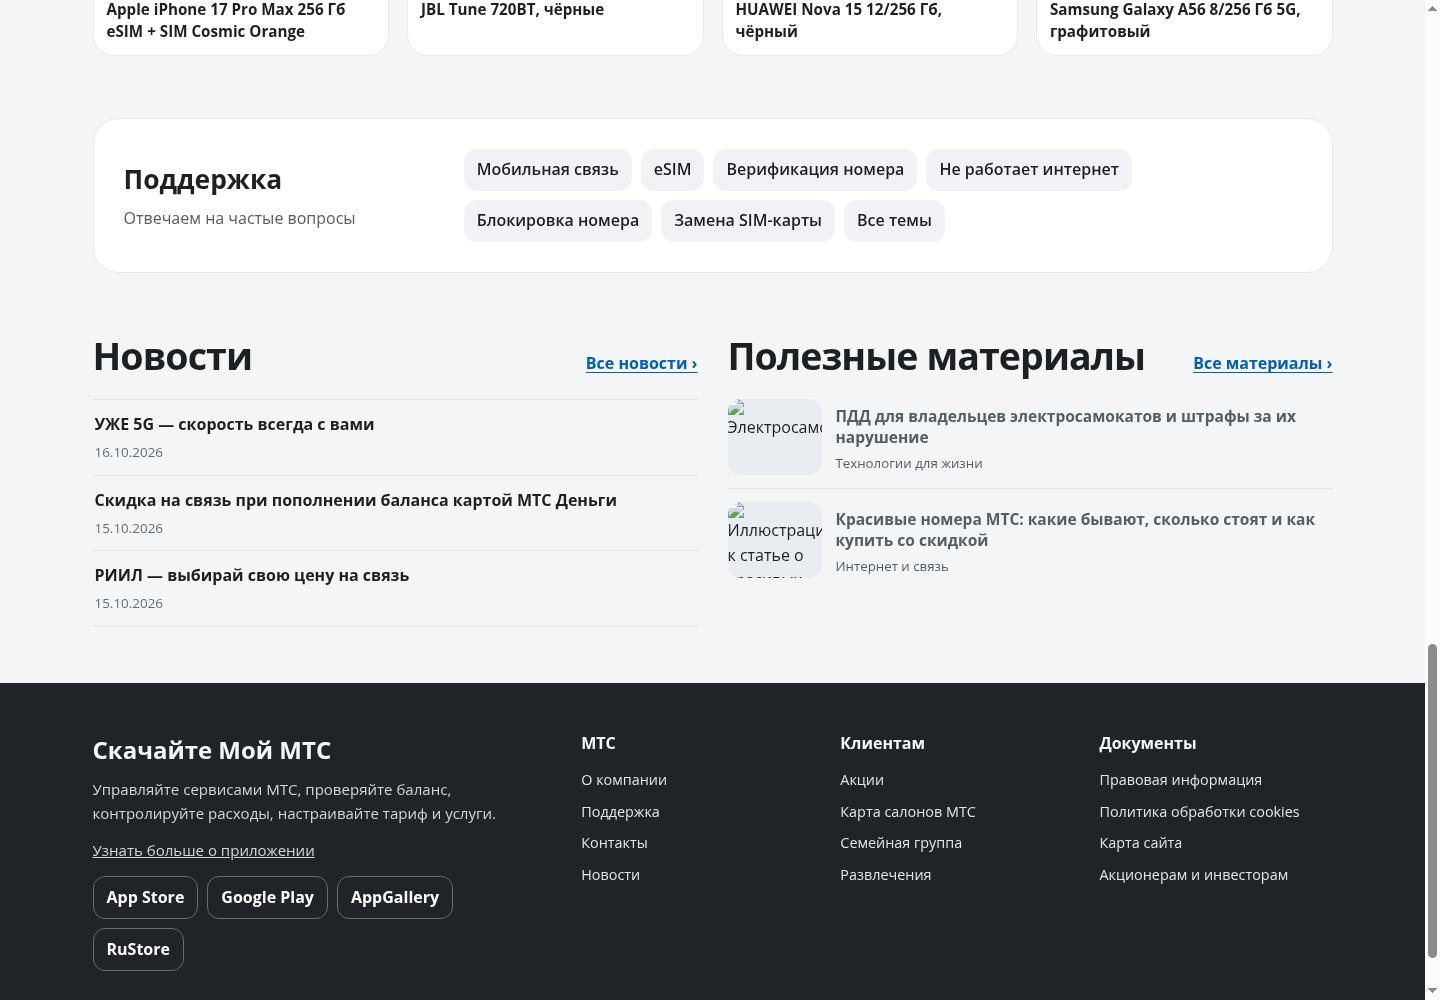 Apple iPhone 17 Pro Max 256 Гб
eSIM + SIM Cosmic Orange
JBL Tune 720BT, чёрные
HUAWEI Nova 15 12/256 Гб,
чёрный
Samsung Galaxy A56 8/256 Гб 5G,
графитовый
Поддержка
Отвечаем на частые вопросы
Мобильная связь
eSIM
Верификация номера
Не работает интернет
Блокировка номера
Замена SIM-карты
Все темы
Новости
Все новости ›
УЖЕ 5G — скорость всегда с вами
16.10.2026
Скидка на связь при пополнении баланса картой МТС Деньги
15.10.2026
РИИЛ — выбирай свою цену на связь
15.10.2026
Полезные материалы
Все материалы ›
Электросам
ПДД для владельцев электросамокатов и штрафы за их
нарушение
Технологии для жизни
Иллюстраци
к статье о
Красивые номера МТС: какие бывают, сколько стоят и как
купить со скидкой
Интернет и связь
Скачайте Мой МТС
Управляйте сервисами МТС, проверяйте баланс,
контролируйте расходы, настраивайте тариф и услуги.
Узнать больше о приложении
App Store
Google Play
AppGallery
RuStore
МТС
О компании
Поддержка
Контакты
Новости
Клиентам
Акции
Карта салонов МТС
Семейная группа
Развлечения
Документы
Правовая информация
Политика обработки cookies
Карта сайта
Акционерам и инвесторам